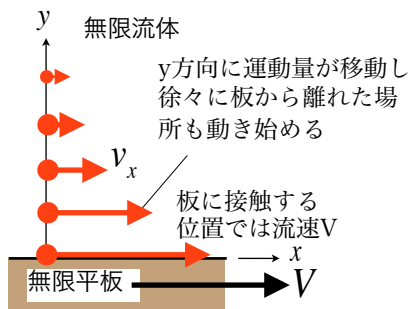 y
無限流体
y方向に運動量が移動し
徐々に板から離れた場
所も動き始める
vₓ
板に接触する
位置では流速V
x
無限平板
V